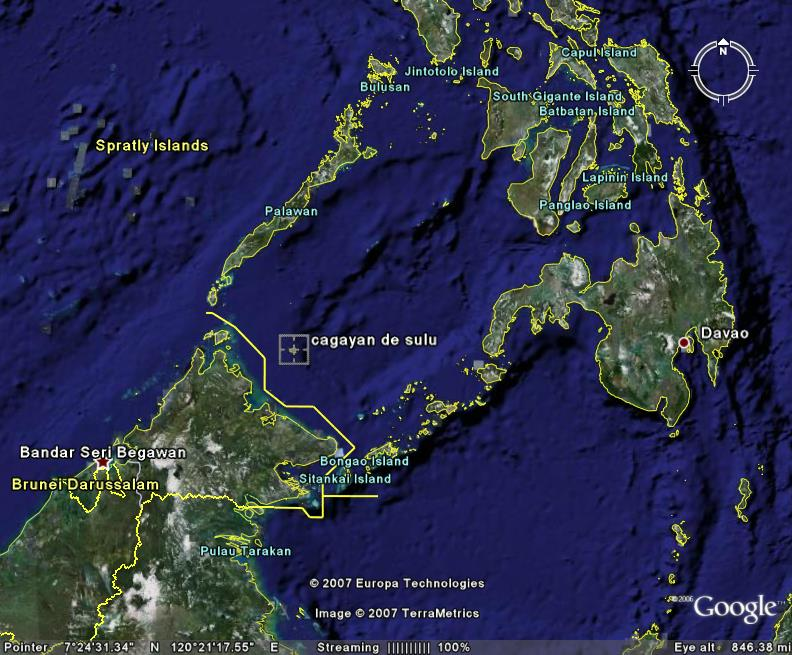 N
Capul Island
Jintotolo Island
Bulusan
South Gigante Island
Batbatan Island
Spratly Islands
Lapinin Island
Panglao Island
Palawan
Davao
cagayan de sulu
Bandar Seri Begawan
Bongao Island
Sitankai Island
Brunei Darussalam
Pulau Tarakan
© 2007 Europa Technologies
Image © 2007 TerraMetrics
©2006 Google™
Pointer 7°24'31.34" N 120°21'17.55" E Streaming |||||||||| 100% Eye alt 846.38 mi